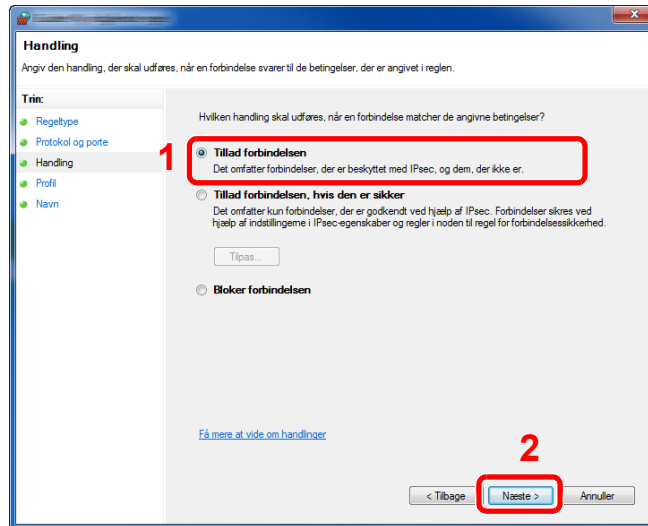 Handling
Angiv den handling, der skal udføres, når en forbindelse svarer til de betingelser, der er angivet i reglen.
Trin:
Regeltype
Protokol og porte
Handling
Profil
Navn
Hvilken handling skal udføres, når en forbindelse matcher de angivne betingelser?
1
Tillad forbindelsen
Det omfatter forbindelser, der er beskyttet med IPsec, og dem, der ikke er.
Tillad forbindelsen, hvis den er sikker
Det omfatter kun forbindelser, der er godkendt ved hjælp af IPsec. Forbindelser sikres ved
hjælp af indstillingerne i IPsec-egenskaber og regler i noden til regel for forbindelsessikkerhed.
Tilpas...
Bloker forbindelsen
Få mere at vide om handlinger
2
< Tilbage
Næste >
Annuller